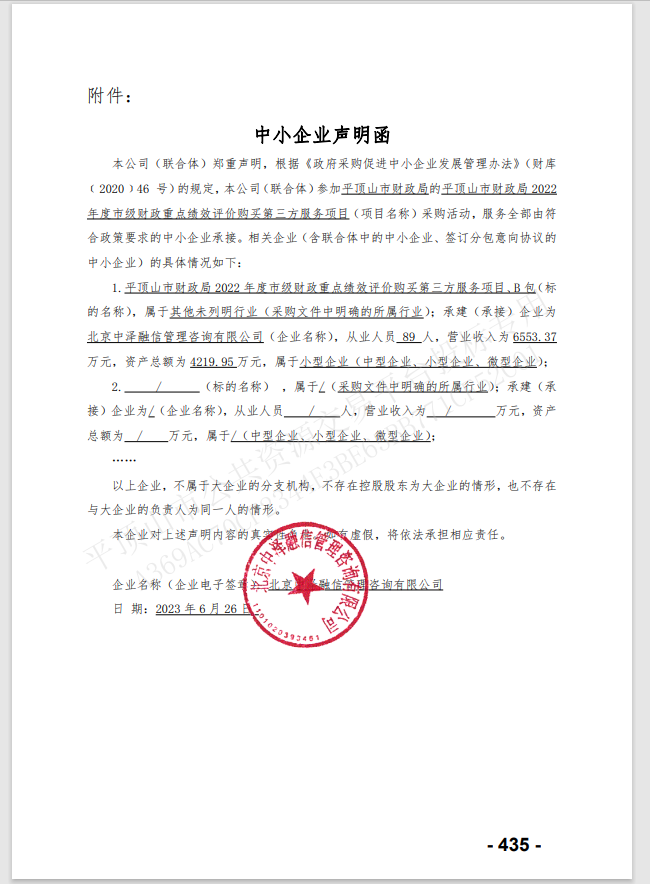 附件：
中小企业声明函
本公司（联合体）郑重声明，根据《政府采购促进中小企业发展管理办法》（财库
﹝2020﹞46 号）的规定，本公司（联合体）参加平顶山市财政局的平顶山市财政局 2022
年度市级财政重点绩效评价购买第三方服务项目（项目名称）采购活动，服务全部由符
合政策要求的中小企业承接。相关企业（含联合体中的中小企业、签订分包意向协议的
中小企业）的具体情况如下：
1.平顶山市财政局 2022 年度市级财政重点绩效评价购买第三方服务项目、B 包(标
的名称)，属于其他未列明行业（采购文件中明确的所属行业）；承建（承接）企业为
北京中泽融信管理咨询有限公司（企业名称），从业人员 89 人，营业收入为 6553.37
万元，资产总额为 4219.95 万元，属于小型企业（中型企业、小型企业、微型企业）；
2. / （标的名称） ，属于/（采购文件中明确的所属行业）；承建（承
接）企业为/（企业名称），从业人员 / 人，营业收入为 / 万元，资产
总额为 / 万元，属于/（中型企业、小型企业、微型企业）；
……
以上企业，不属于大企业的分支机构，不存在控股股东为大企业的情形，也不存在
与大企业的负责人为同一人的情形。
本企业对上述声明内容的真实性负责。如有虚假，将依法承担相应责任。
企业名称（企业电子签章）：北京中泽融信管理咨询有限公司
日 期：2023 年 6 月 26 日
北京中泽融信管理咨询有限公司
- 435 -